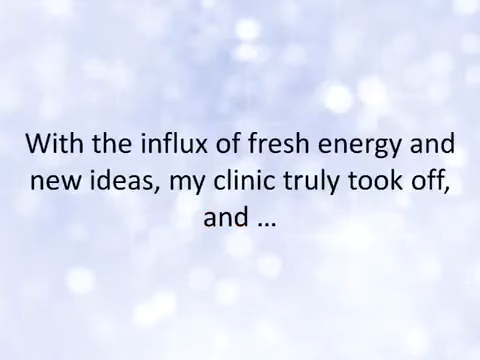 With the influx of fresh energy and
new ideas, my clinic truly took off,
and ...